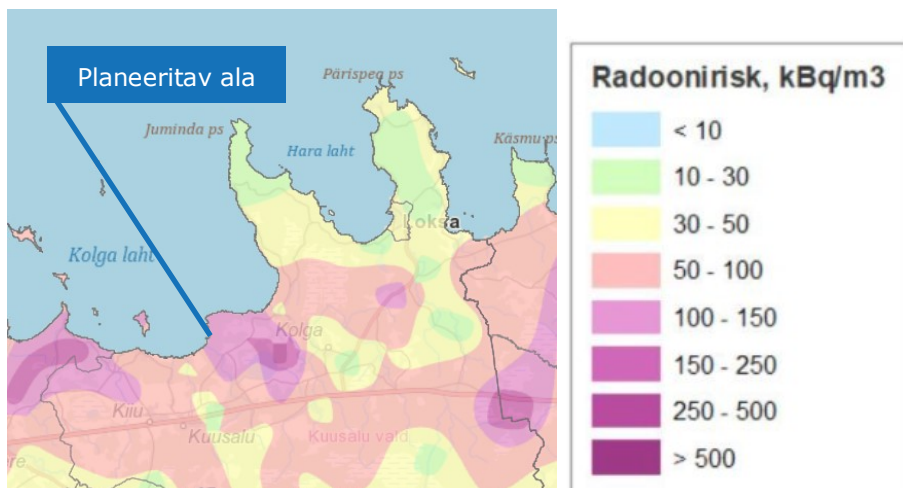 Planeeritav ala
Pärispea ps
Juminda ps
Hara laht
Käsmu ps
Loksa
Kolga laht
Kolga
Kiiu
Kuusalu
Kuusalu vald
Radoonirisk, kBq/m3
< 10
10 - 30
30 - 50
50 - 100
100 - 150
150 - 250
250 - 500
> 500